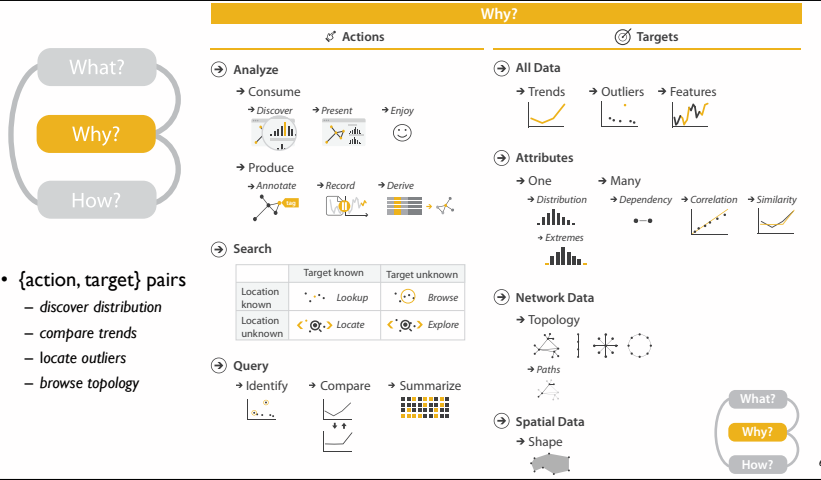 What?
Why?
How?
• {action, target} pairs
– discover distribution
– compare trends
– locate outliers
– browse topology
Why?
Actions
Analyze
Consume
Discover
Present
Enjoy
Produce
Annotate
Record
Derive
tag
Search
Target known
Target unknown
Location known
Lookup
Browse
Location unknown
Locate
Explore
Query
Identify
Compare
Summarize
Targets
All Data
Trends
Outliers
Features
Attributes
One
Many
Distribution
Dependency
Correlation
Similarity
Extremes
Network Data
Topology
Paths
Spatial Data
Shape
What?
Why?
How?